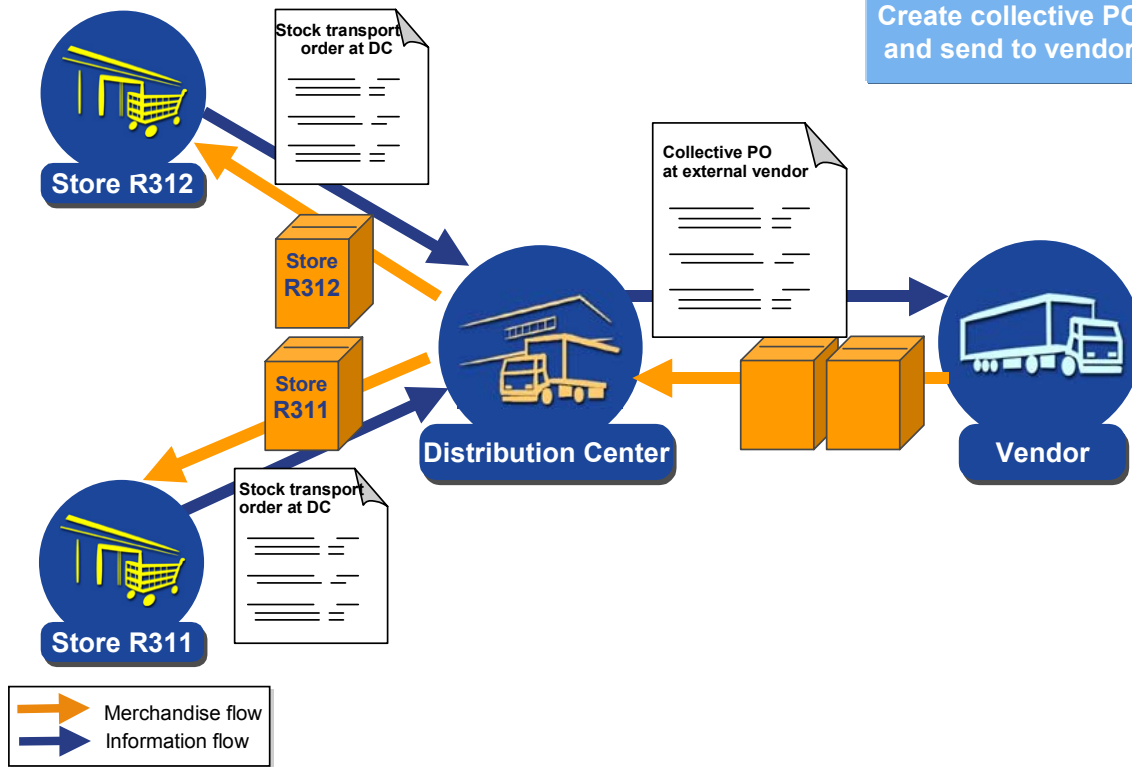 Create collective PO
and send to vendor
Stock transport
order at DC
Collective PO
at external vendor
Store R312
Store
R312
Store
R311
Distribution Center
Vendor
Stock transport
order at DC
Store R311
Merchandise flow
Information flow